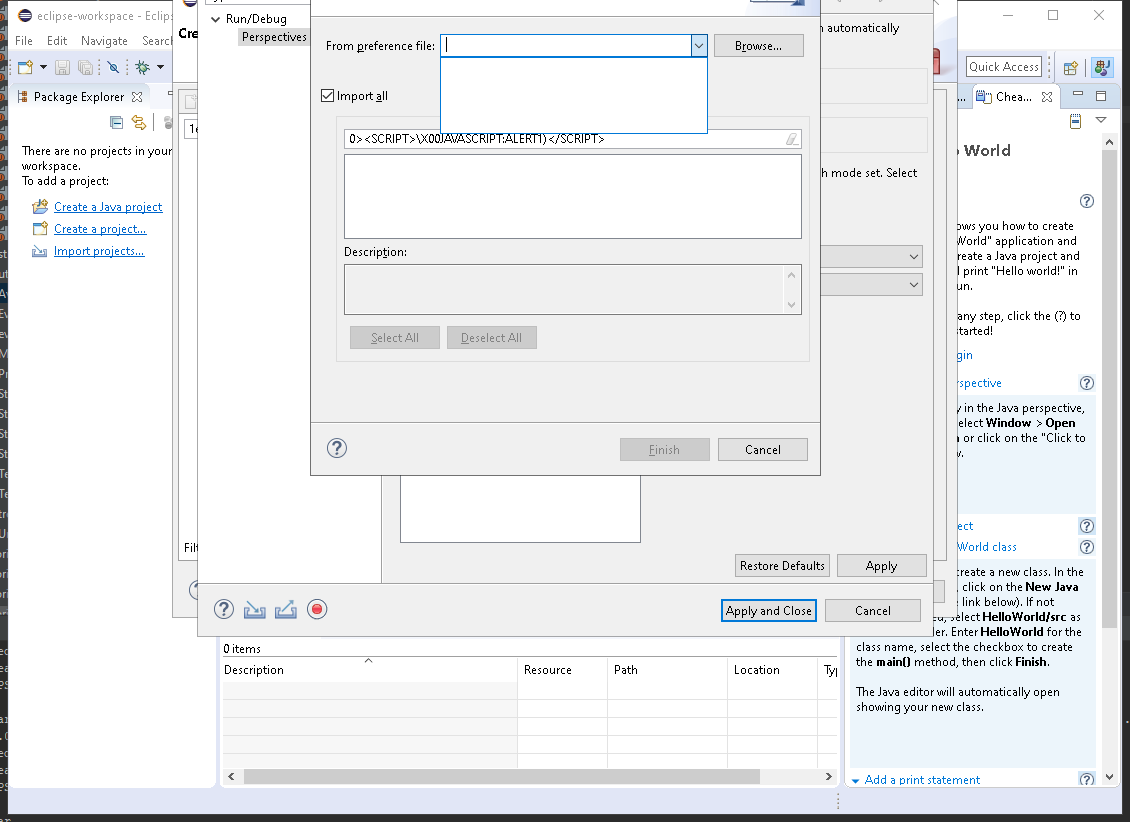 eclipse-workspace - Eclips
File Edit Navigate Search
Quick Access
Package Explorer
There are no projects in your
workspace.
To add a project:
Create a Java project
Create a project...
Import projects...
Cre
Run/Debug
Perspectives
From preference file:
Browse...
Import all
0><SCRIPT>\X00JAVASCRIPT:ALERT1)</SCRIPT>
Description:
Select All
Deselect All
Finish
Cancel
automatically
h mode set. Select
Filt
Restore Defaults
Apply
Apply and Close
Cancel
0 items
Description Resource Path Location Typ
... Chea...
World
ows you how to create
World" application and
reate a Java project and
print "Hello world!" in
un.
any step, click the (?) to
started!
gin
rspective
y in the Java perspective,
elect Window > Open
or click on the "Click to
w.
ect
World class
create a new class. In the
, click on the New Java
link below). If not
ed, select HelloWorld/src as
ler. Enter HelloWorld for the
class name, select the checkbox to create
the main() method, then click Finish.
The Java editor will automatically open
showing your new class.
Add a print statement